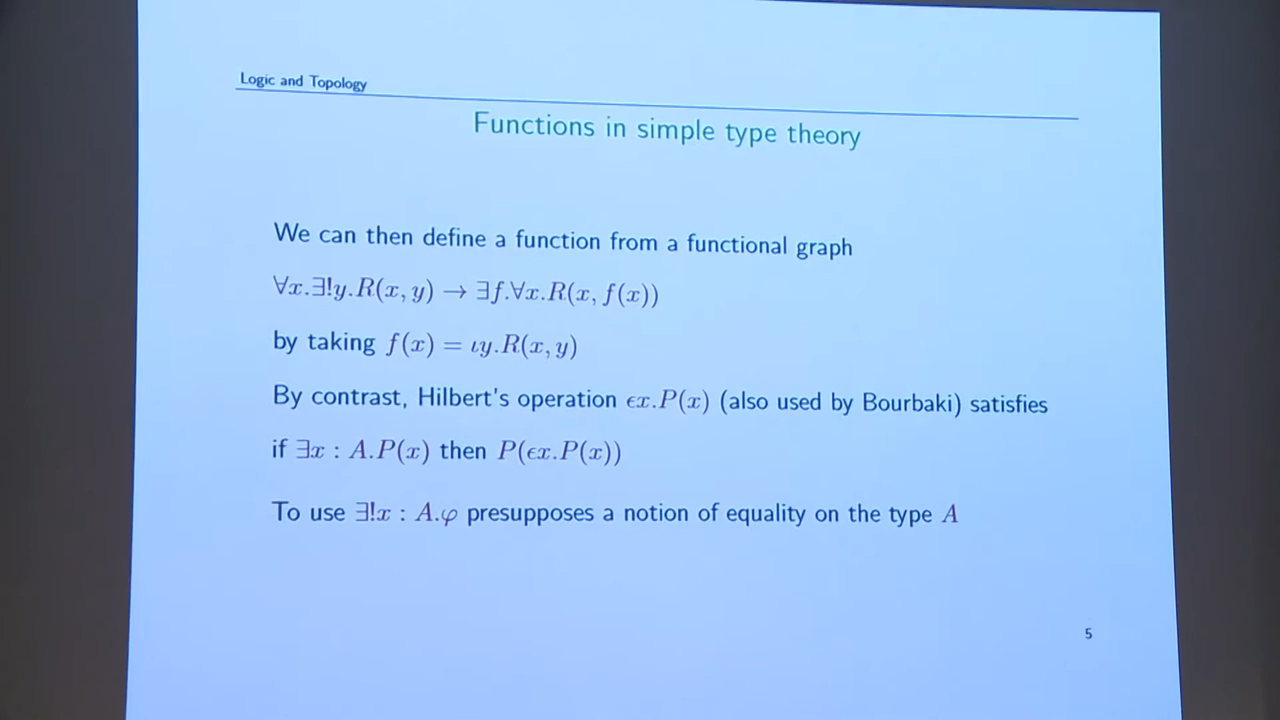 Logic and Topology
Functions in simple type theory
We can then define a function from a functional graph
∀x.∃!y.R(x, y) → ∃f.∀x.R(x, f(x))
by taking f(x) = ιy.R(x, y)
By contrast, Hilbert's operation ϵx.P(x) (also used by Bourbaki) satisfies
if ∃x : A.P(x) then P(ϵx.P(x))
To use ∃!x : A.φ presupposes a notion of equality on the type A
5